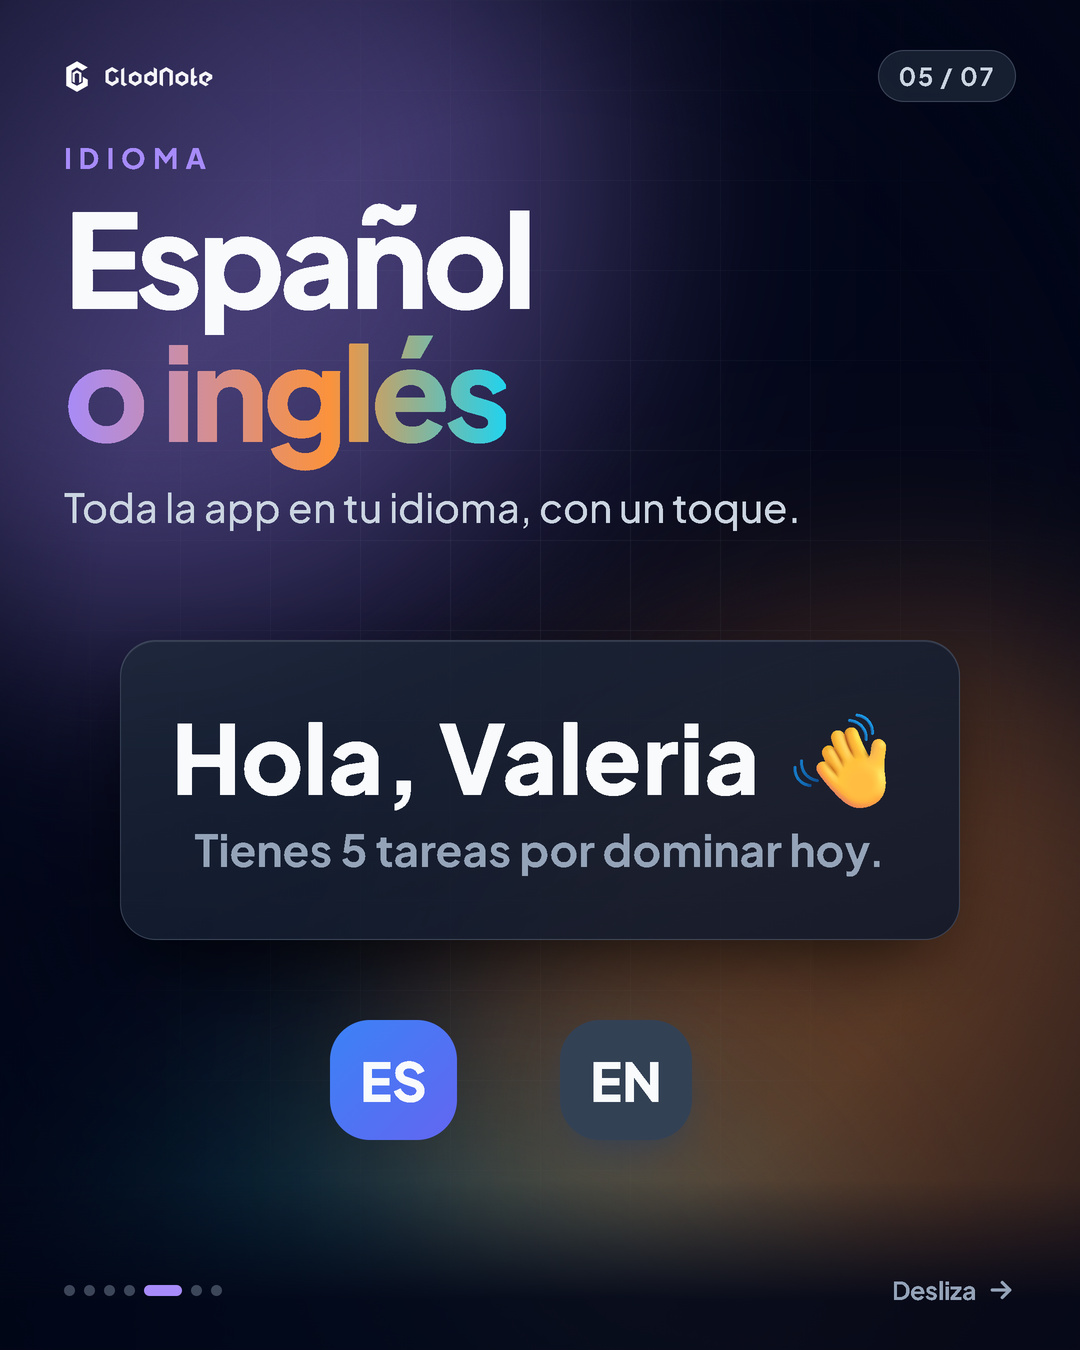 ClodNote
05 / 07
IDIOMA
Español
o inglés
Toda la app en tu idioma, con un toque.
Hola, Valeria 👋
Tienes 5 tareas por dominar hoy.
ES
EN
Desliza →